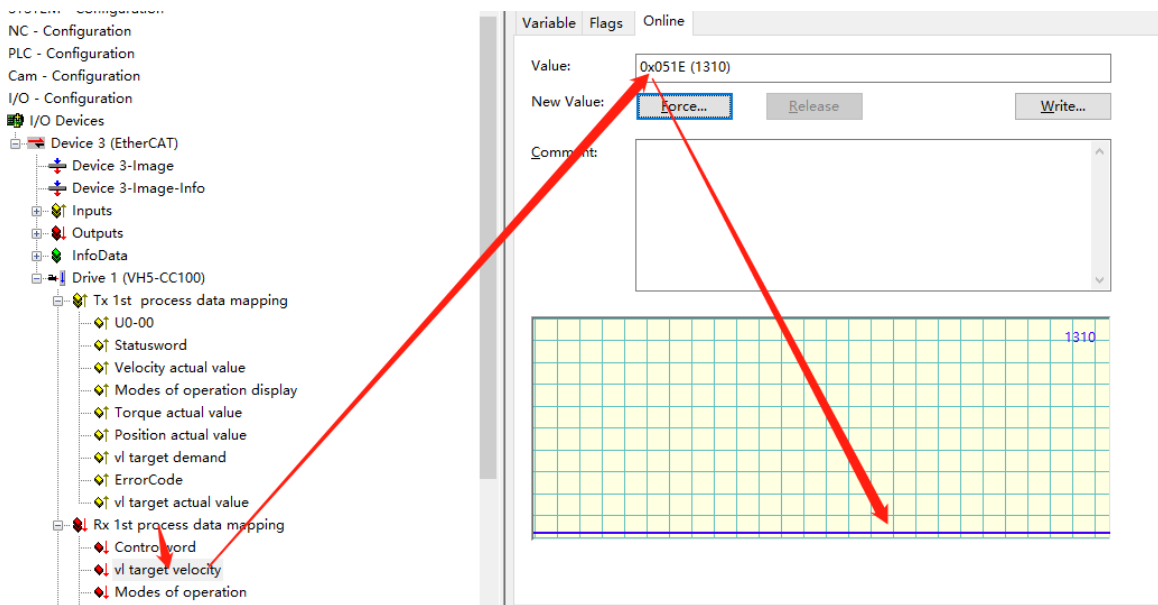 NC - Configuration
PLC - Configuration
Cam - Configuration
I/O - Configuration
I/O Devices
Device 3 (EtherCAT)
Device 3-Image
Device 3-Image-Info
Inputs
Outputs
InfoData
Drive 1 (VH5-CC100)
Tx 1st process data mapping
U0-00
Statusword
Velocity actual value
Modes of operation display
Torque actual value
Position actual value
vl target demand
ErrorCode
vl target actual value
Rx 1st process data mapping
Controlword
vl target velocity
Modes of operation
Variable Flags Online
Value: 0x051E (1310)
New Value: Force... Release Write...
Comment:
1310